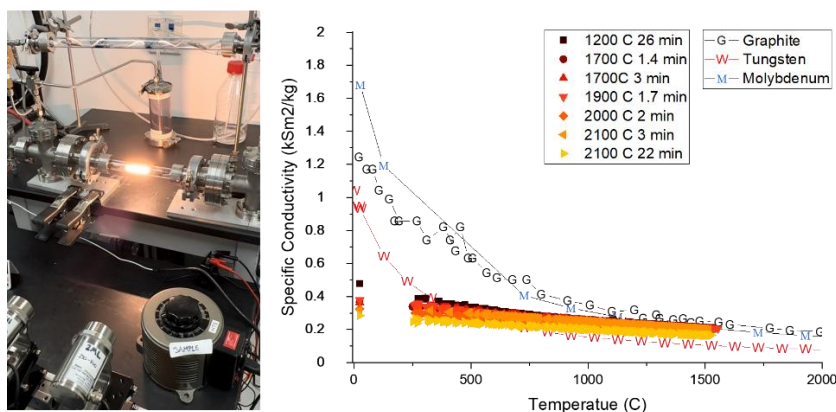 2AL
SAMPLE
Specific Conductivity (kSm2/kg)
2
1.8
1.6
1.4
1.2
1
0.8
0.6
0.4
0.2
0
0
500
1000
1500
2000
Temperatue (C)
1200 C 26 min
1700 C 1.4 min
1700C 3 min
1900 C 1.7 min
2000 C 2 min
2100 C 3 min
2100 C 22 min
G Graphite
W Tungsten
M Molybdenum